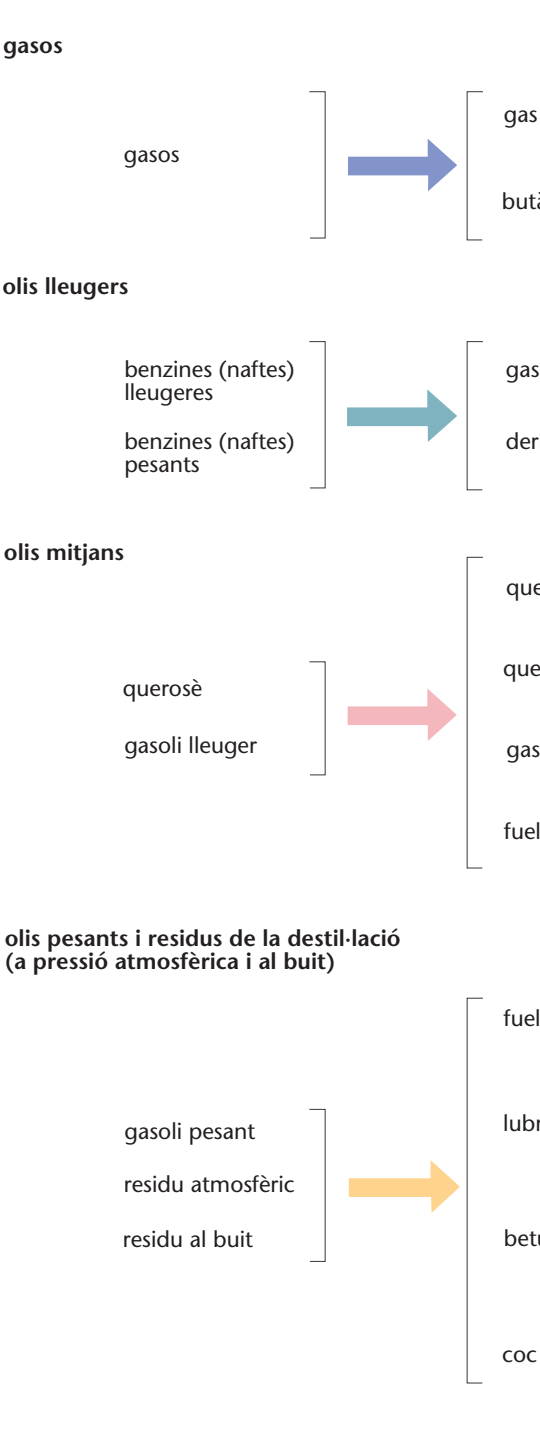 gasos
gasos
gas
butà
olis lleugers
benzines (naftes)
lleugeres
benzines (naftes)
pesants
gas
der
olis mitjans
querosè
gasoli lleuger
que
que
gas
fuel
olis pesants i residus de la destil·lació
(a pressió atmosfèrica i al buit)
gasoli pesant
residu atmosfèric
residu al buit
fuel
lubr
betu
coc